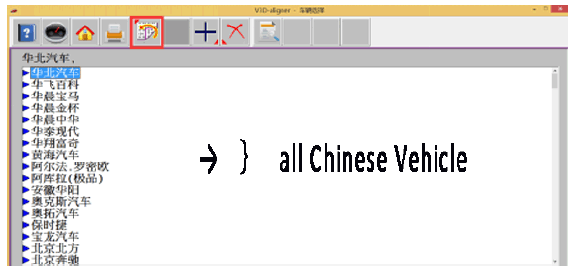 VID-aligner - 车辆选择
华北汽车.
华北汽车
华飞百科
华晨宝马
华晨金杯
华晨中华
华泰现代
华翔富奇
黄海汽车
阿尔法.罗密欧
阿库拉(极品)
安徽华阳
奥克斯汽车
奥拓汽车
保时捷
宝龙汽车
北京北方
北京奔驰
→ } all Chinese Vehicle